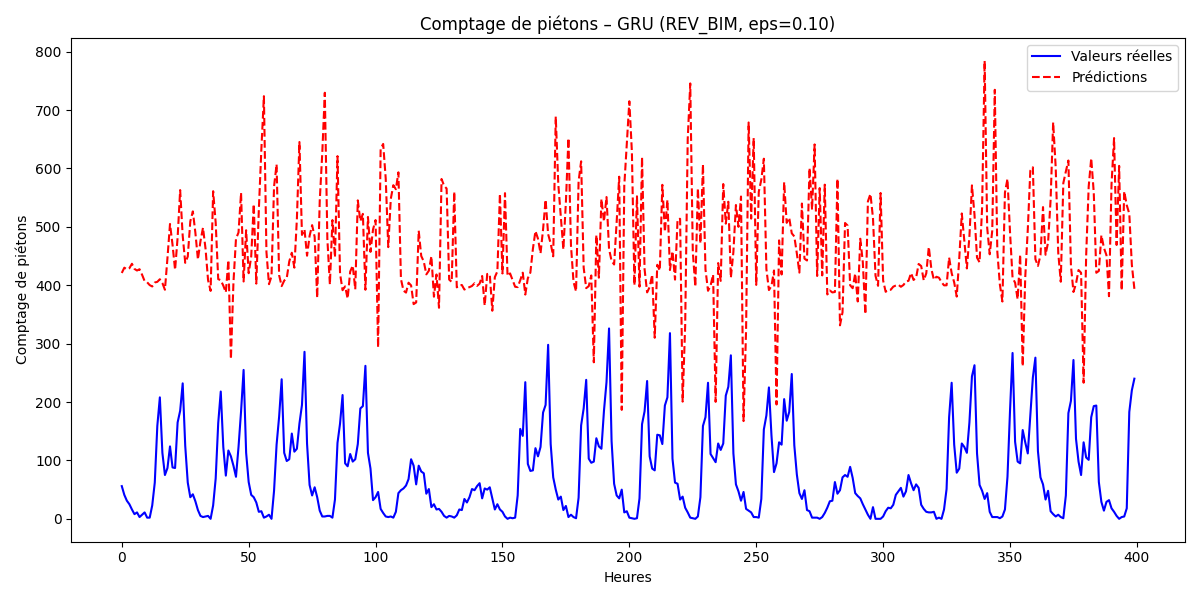 Comptage de piétons – GRU (REV_BIM, eps=0.10)
Valeurs réelles
Prédictions
Comptage de piétons
800
700
600
500
400
300
200
100
0
0 50 100 150 200 250 300 350 400
Heures